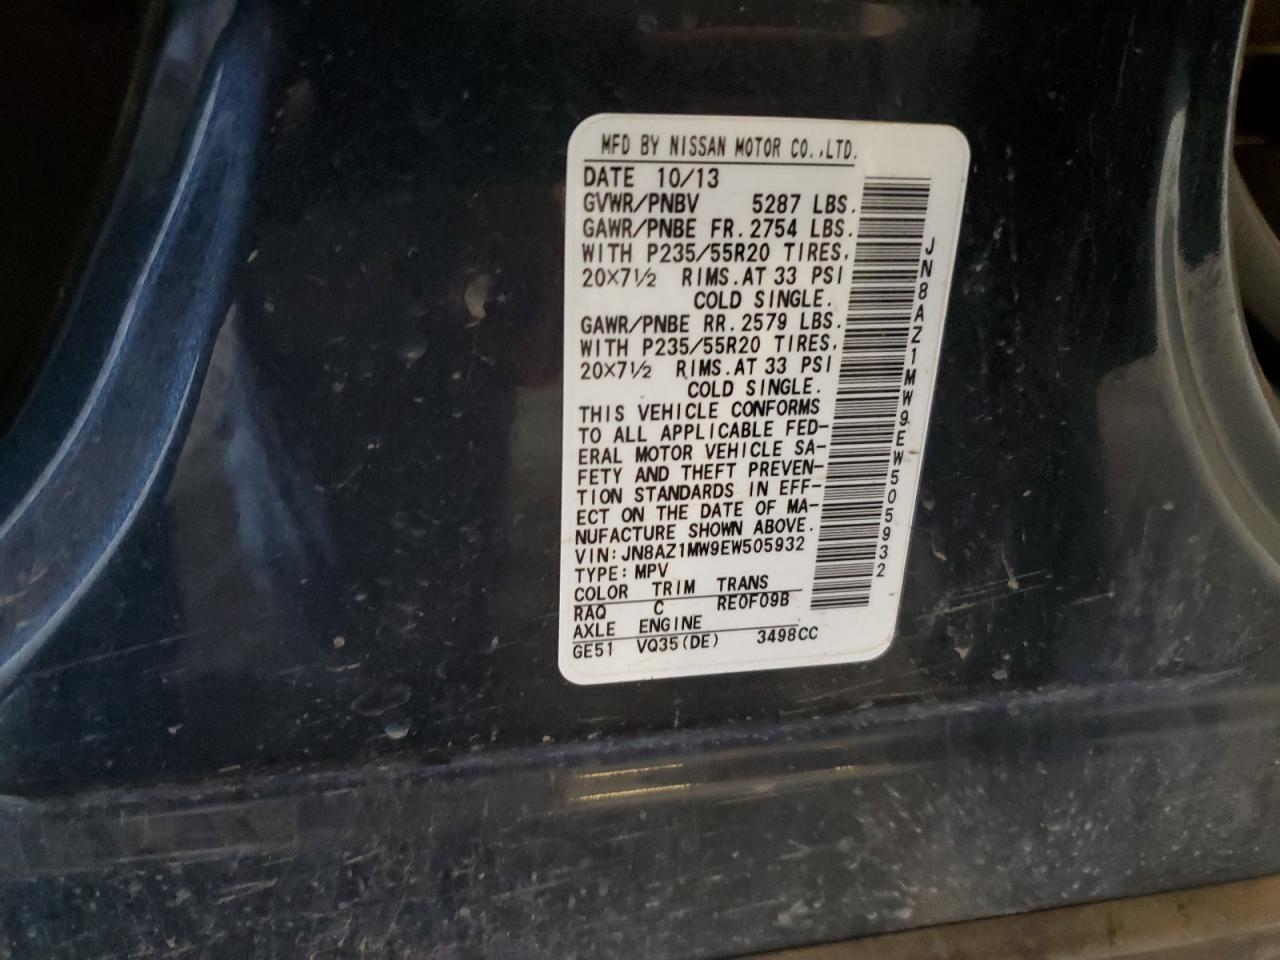 MFD BY NISSAN MOTOR CO.,LTD.
DATE 10/13
GVWR/PNBV 5287 LBS.
GAWR/PNBE FR. 2754 LBS.
WITH P235/55R20 TIRES,
20×7½ RIMS. AT 33 PSI
COLD SINGLE.
GAWR/PNBE RR. 2579 LBS.
WITH P235/55R20 TIRES,
20×7½ RIMS. AT 33 PSI
COLD SINGLE.
THIS VEHICLE CONFORMS
TO ALL APPLICABLE FED-
ERAL MOTOR VEHICLE SA-
FETY AND THEFT PREVEN-
TION STANDARDS IN EFF-
ECT ON THE DATE OF MA-
NUFACTURE SHOWN ABOVE.
VIN: JN8AZ1MW9EW505932
TYPE: MPV
COLOR TRIM TRANS
RAQ C RE0F09B
AXLE ENGINE
GE51 VQ35(DE) 3498CC
JN8AZ1MW9EW505932